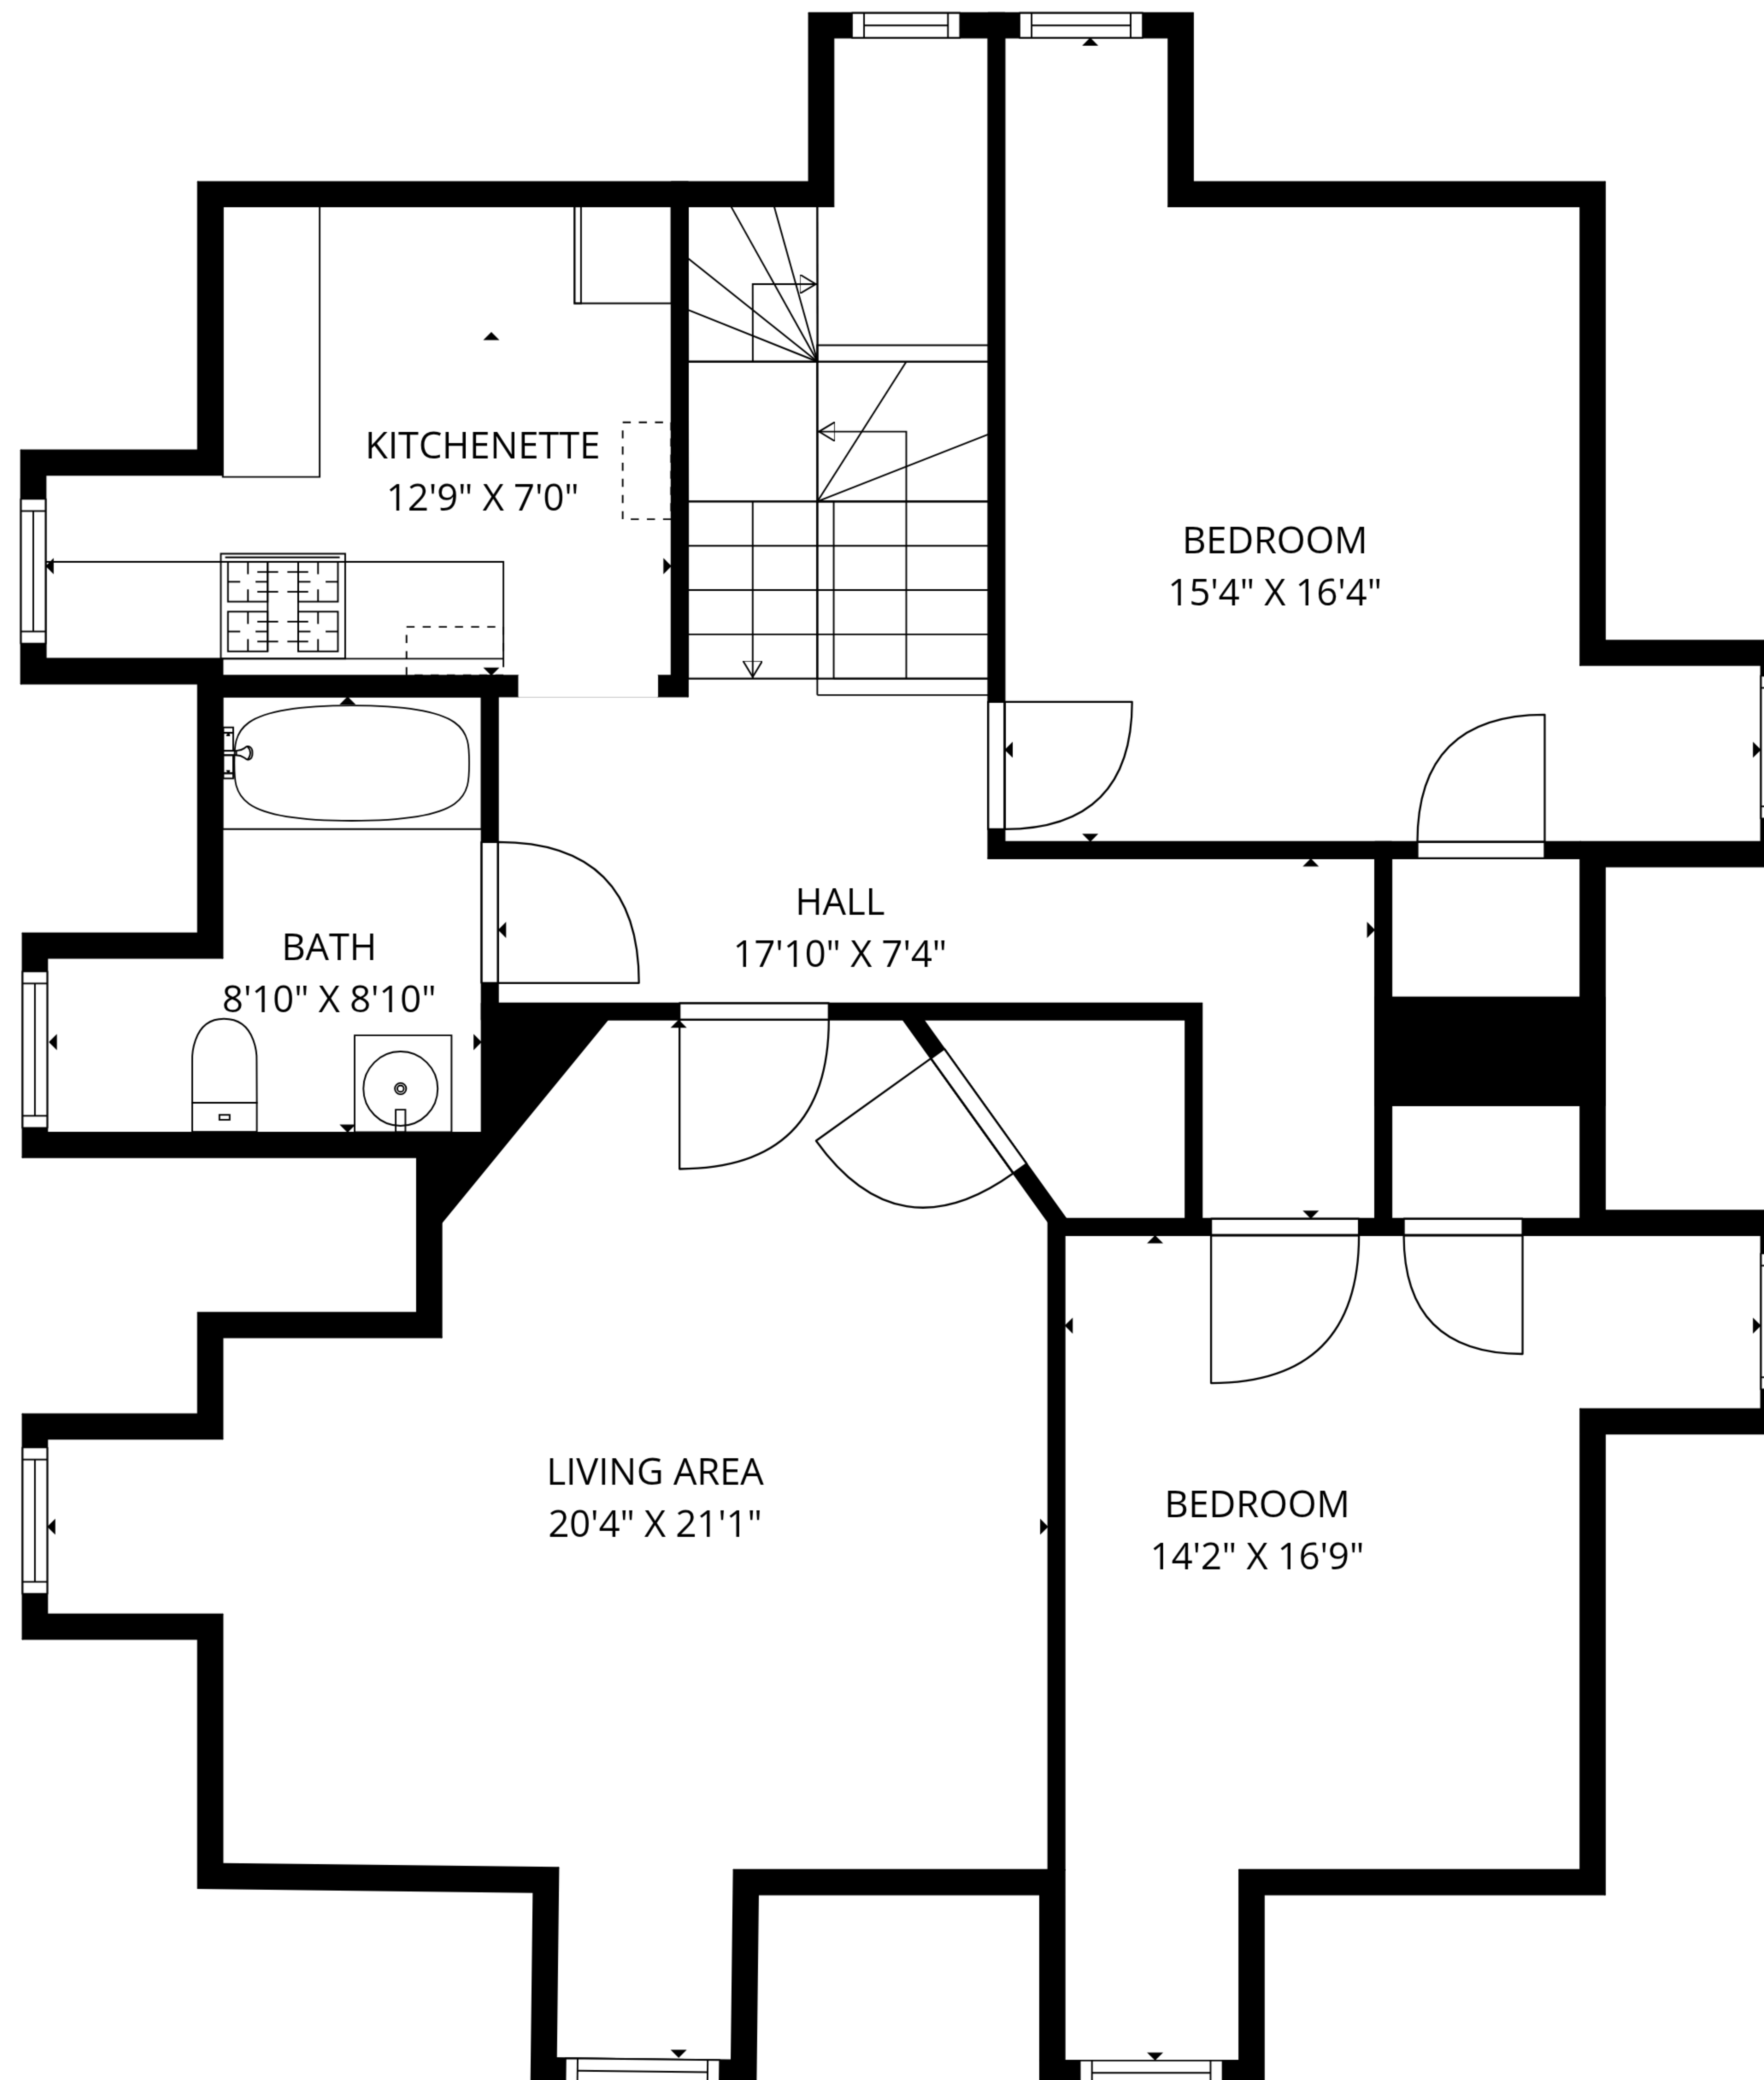 KITCHENETTE
12'9" X 7'0"
BEDROOM
15'4" X 16'4"
HALL
17'10" X 7'4"
BATH
8'10" X 8'10"
LIVING AREA
20'4" X 21'1"
BEDROOM
14'2" X 16'9"